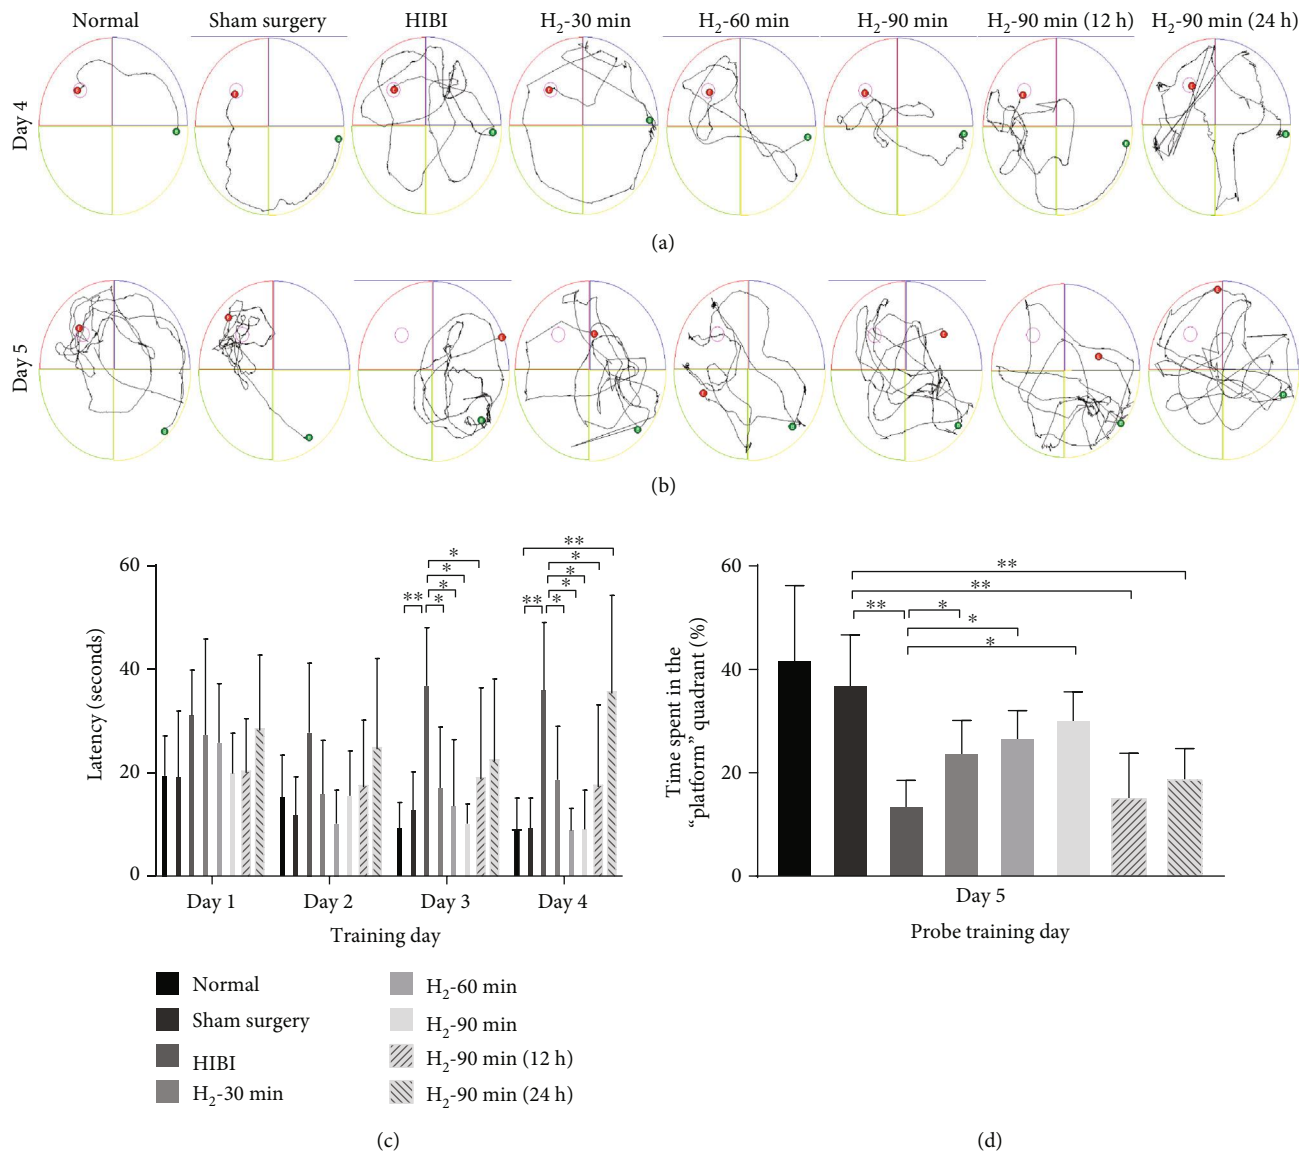 Normal Sham surgery HIBI H₂-30 min H₂-60 min H₂-90 min H₂-90 min (12 h) H₂-90 min (24 h)
Day 4
(a)
Day 5
(b)
Latency (seconds)
60
40
20
0
** * * * *
** * * * * **
Day 1 Day 2 Day 3 Day 4
Training day
Normal
Sham surgery
HIBI
H₂-30 min
H₂-60 min
H₂-90 min
H₂-90 min (12 h)
H₂-90 min (24 h)
(c)
Time spent in the
“platform” quadrant (%)
60
40
20
0
**
**
** *
*
*
Day 5
Probe training day
(d)